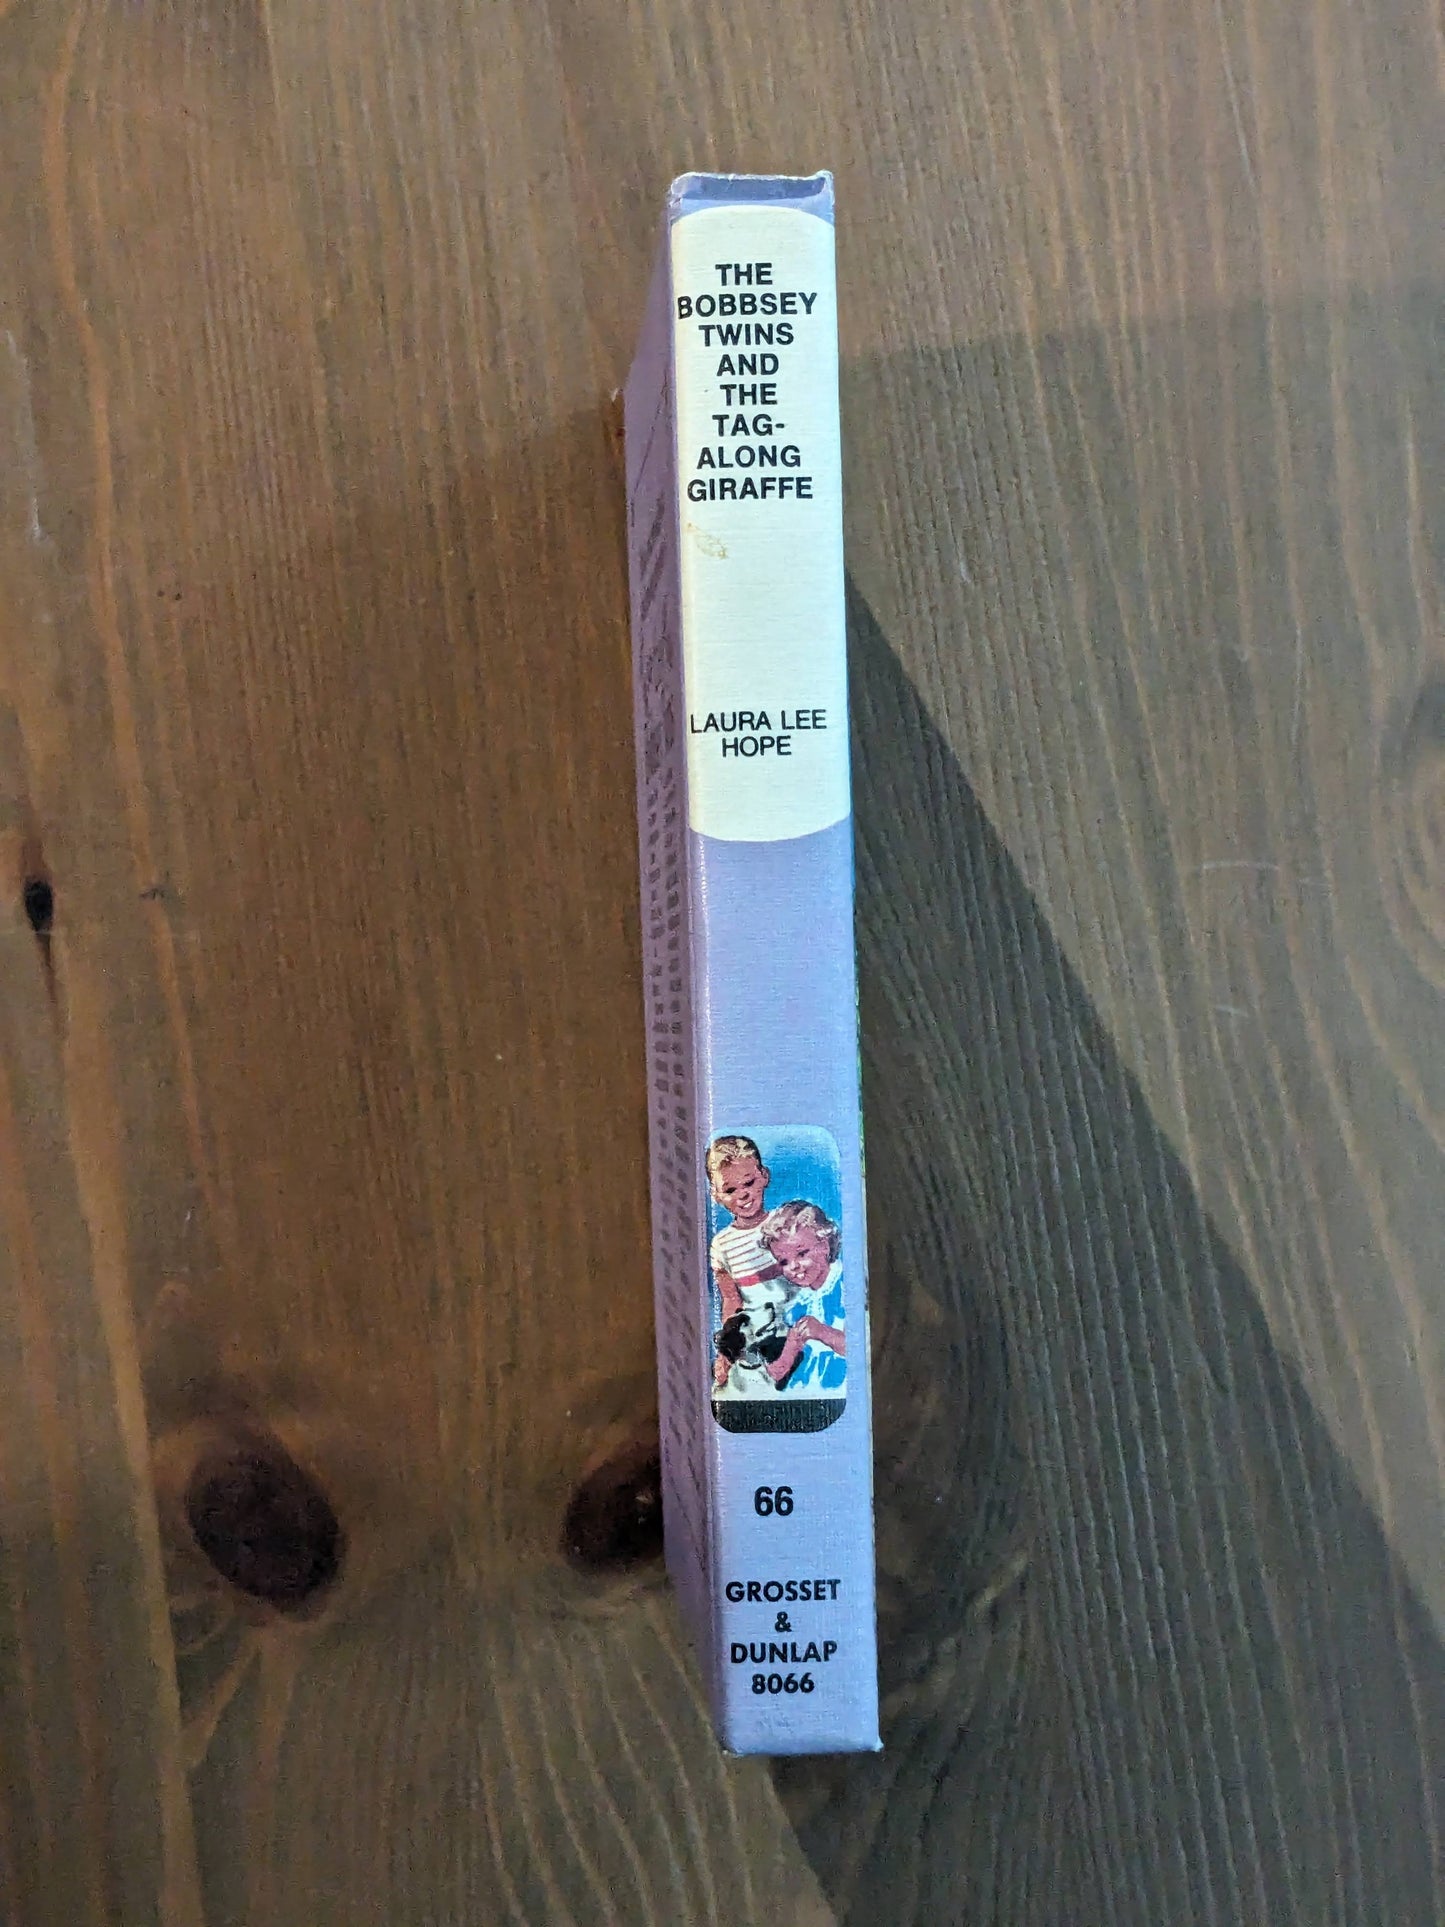 THE
BOBBSEY
TWINS
AND
THE
TAG-
ALONG
GIRAFFE
LAURA LEE
HOPE
66
GROSSET
&
DUNLAP
8066